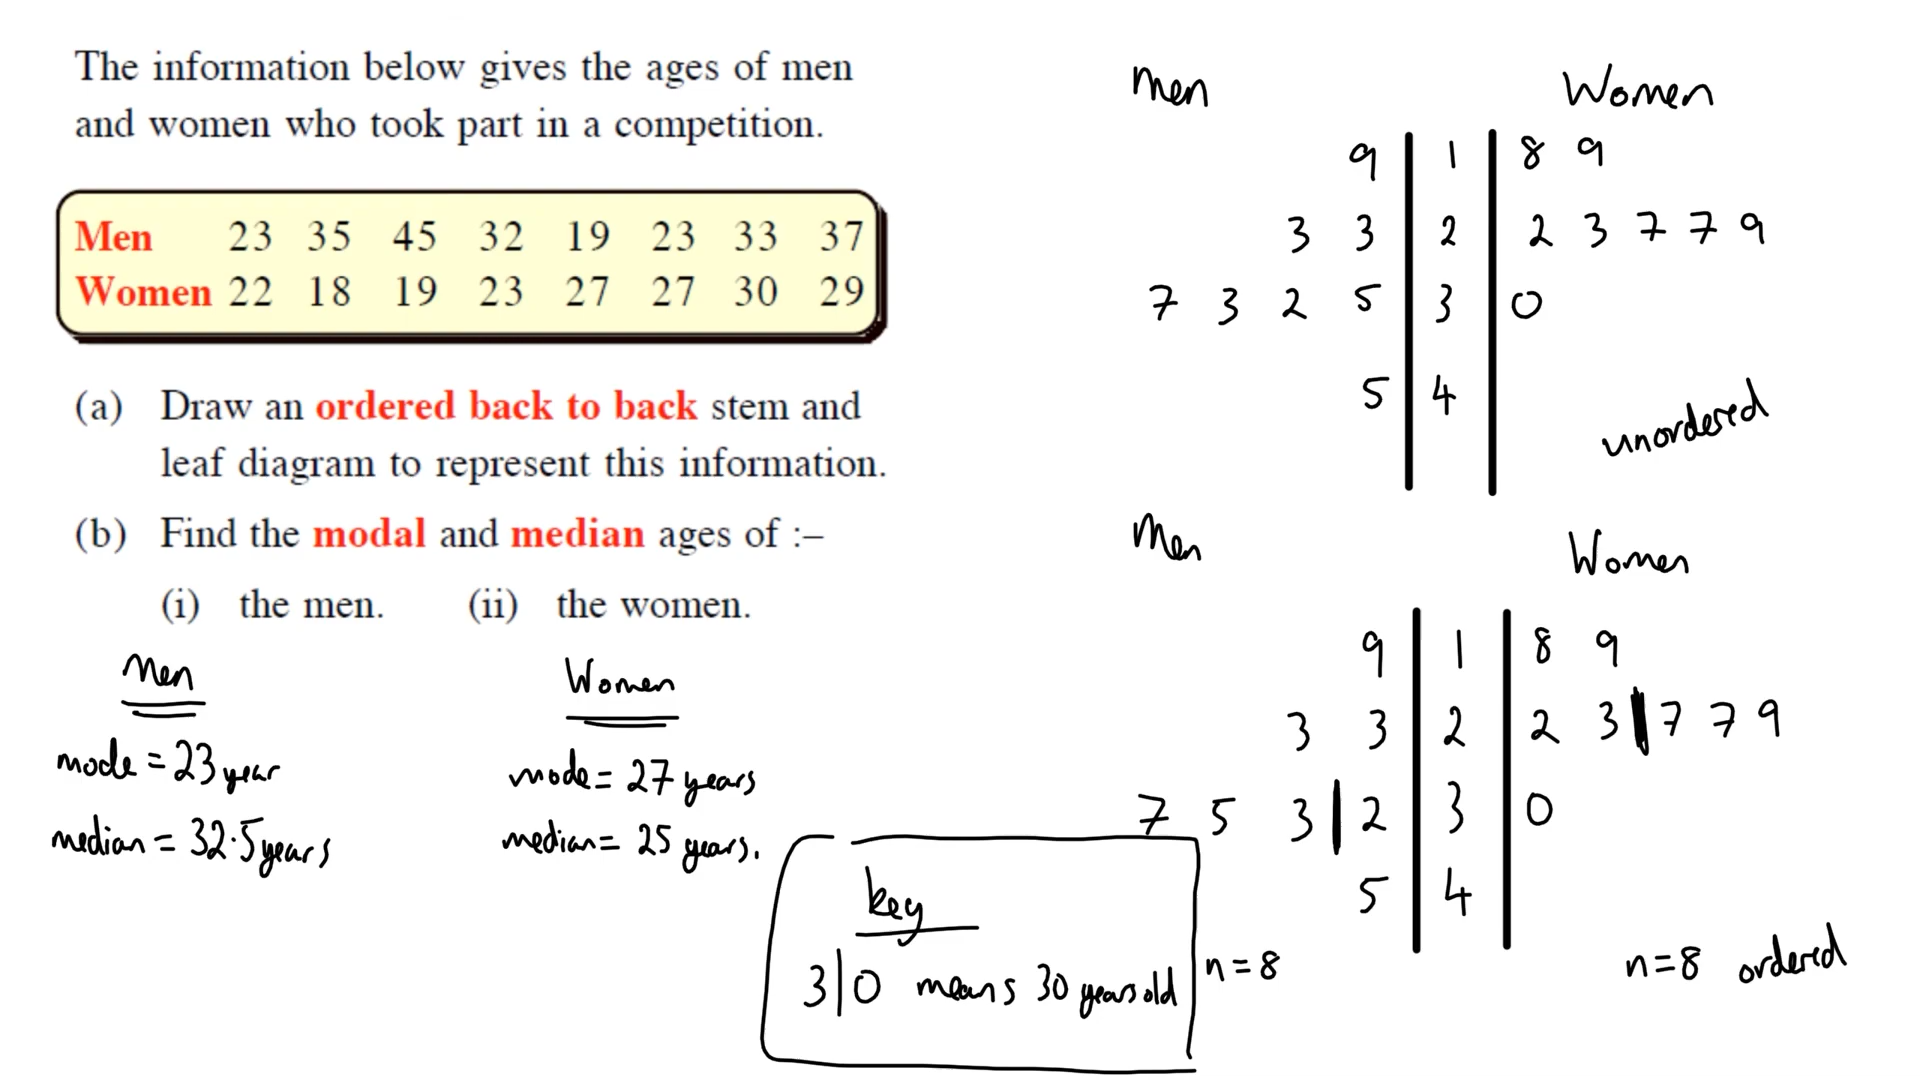 The information below gives the ages of men
and women who took part in a competition.
Men 23 35 45 32 19 23 33 37
Women 22 18 19 23 27 27 30 29
(a) Draw an ordered back to back stem and
leaf diagram to represent this information.
(b) Find the modal and median ages of :–
(i) the men. (ii) the women.
Men
mode = 23 year
median = 32.5 years
Women
mode = 27 years
median = 25 years.
key
3|0 means 30 years old
Men Women
9 | 1 | 8 9
3 3 | 2 | 2 3 7 7 9
7 3 2 5 | 3 | 0
5 | 4 |
unordered
Men Women
9 | 1 | 8 9
3 3 | 2 | 2 3 | 7 7 9
7 5 3 | 2 | 3 | 0
5 | 4 |
n=8 n=8 ordered